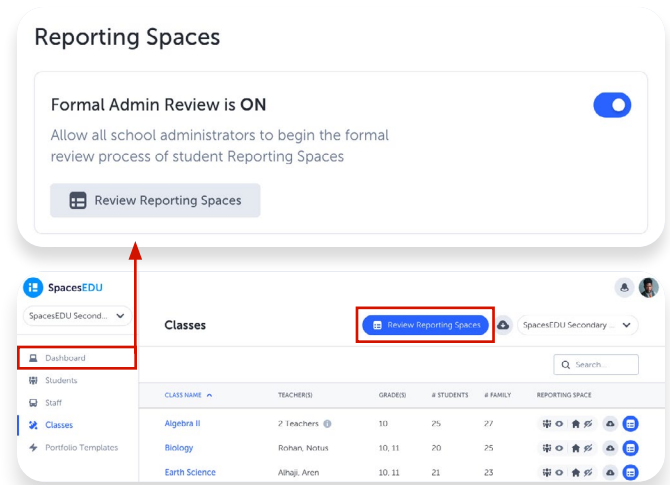 Reporting Spaces
Formal Admin Review is ON
Allow all school administrators to begin the formal
review process of student Reporting Spaces
Review Reporting Spaces
SpacesEDU
SpacesEDU Second...
Classes
Review Reporting Spaces
SpacesEDU Secondary ...
Dashboard
Search...
Students
CLASS NAME
TEACHER(S)
GRADE(S)
# STUDENTS
# FAMILY
REPORTING SPACE
Staff
Classes
Algebra II
2 Teachers
10
25
27
Portfolio Templates
Biology
Rohan, Notus
10, 11
20
25
Earth Science
Alhaji, Aren
10, 11
21
23